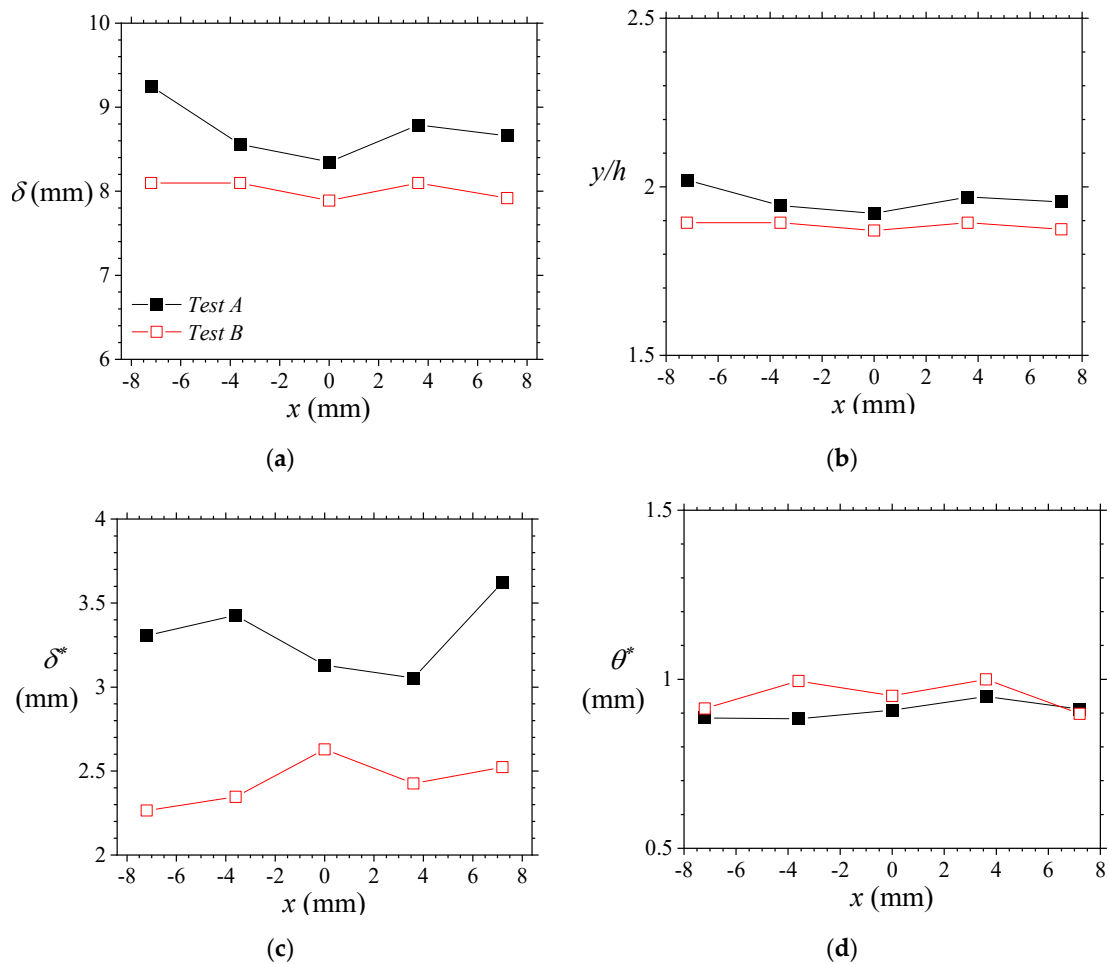 10
9
δ (mm)
8
7
6
Test A
Test B
-8 -6 -4 -2 0 2 4 6 8
x (mm)
(a)
2.5
y/h
2
1.5
-8 -6 -4 -2 0 2 4 6 8
x (mm)
(b)
4
3.5
δ*
(mm)
3
2.5
2
-8 -6 -4 -2 0 2 4 6 8
x (mm)
(c)
1.5
θ*
(mm)
1
0.5
-8 -6 -4 -2 0 2 4 6 8
x (mm)
(d)